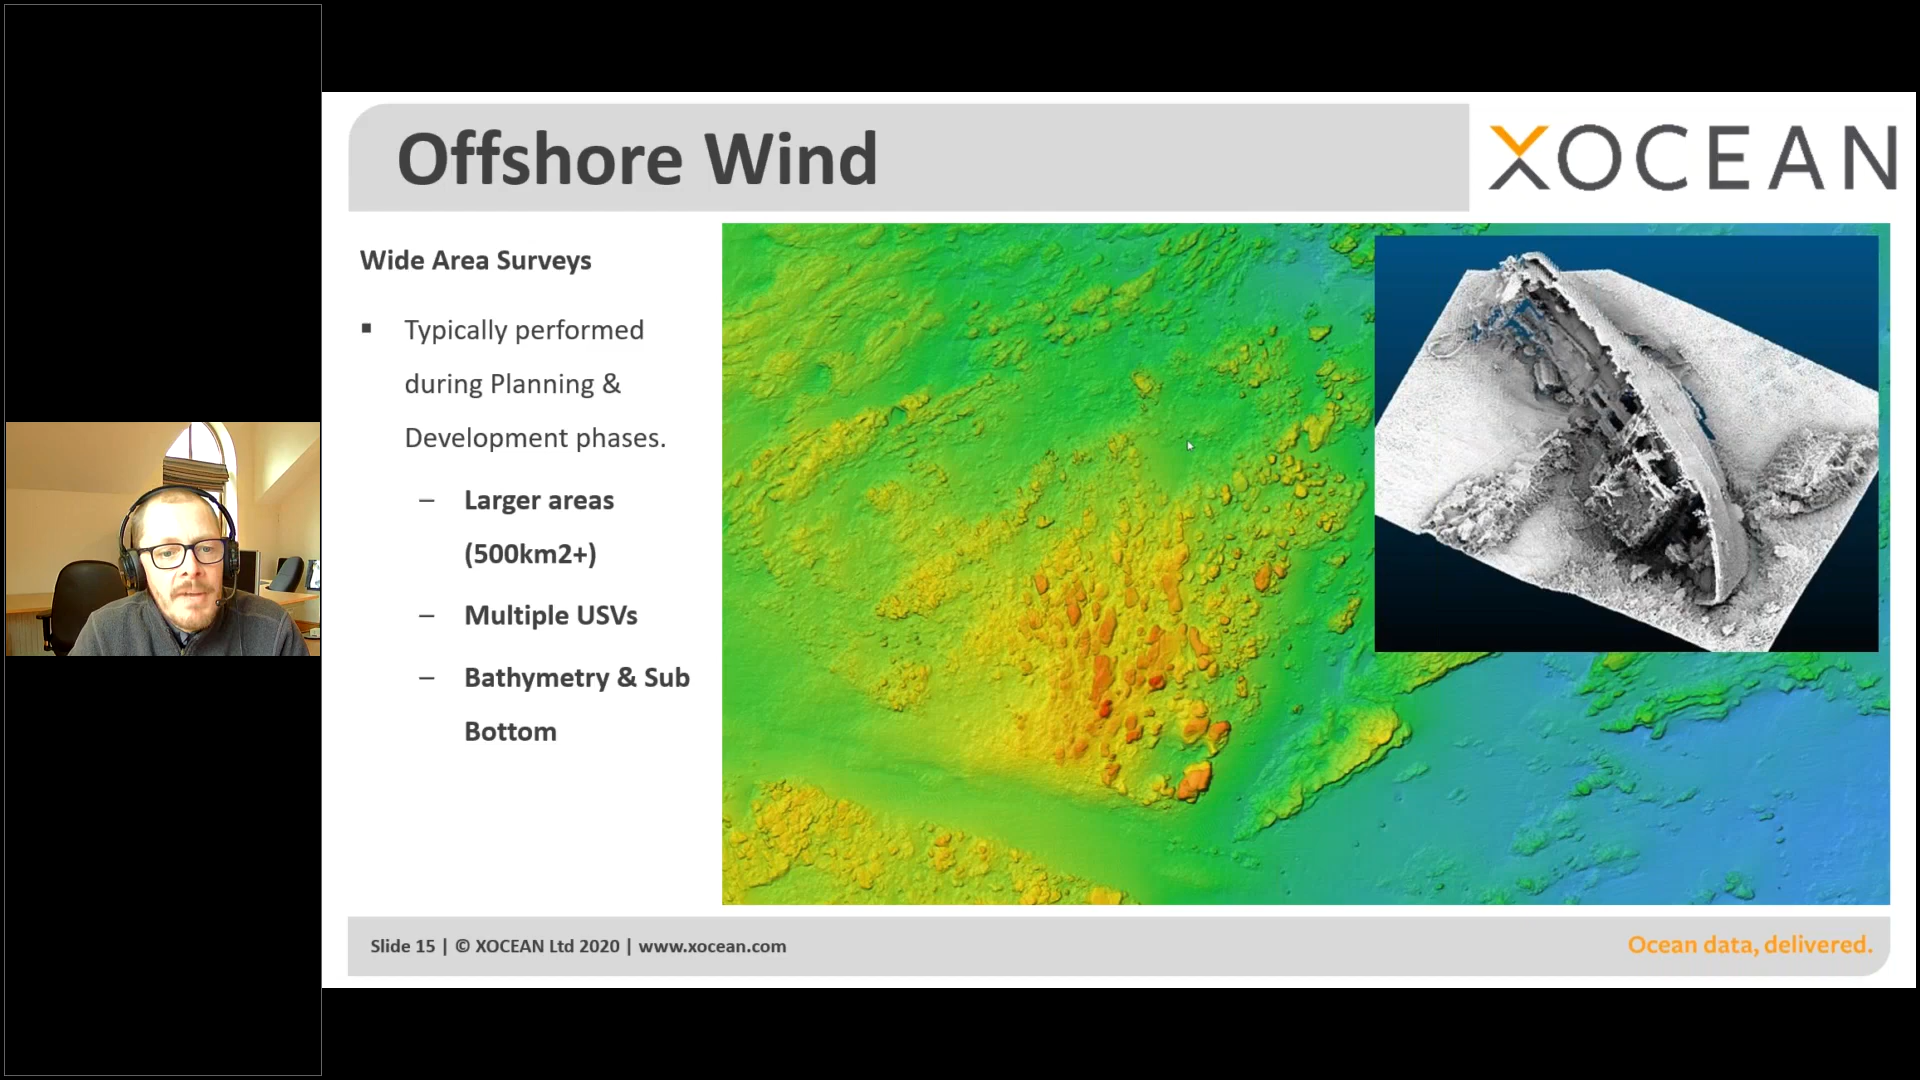 Offshore Wind
XOCEAN
Wide Area Surveys
▪ Typically performed
during Planning &
Development phases.
– Larger areas
(500km2+)
– Multiple USVs
– Bathymetry & Sub
Bottom
Slide 15 | © XOCEAN Ltd 2020 | www.xocean.com
Ocean data, delivered.